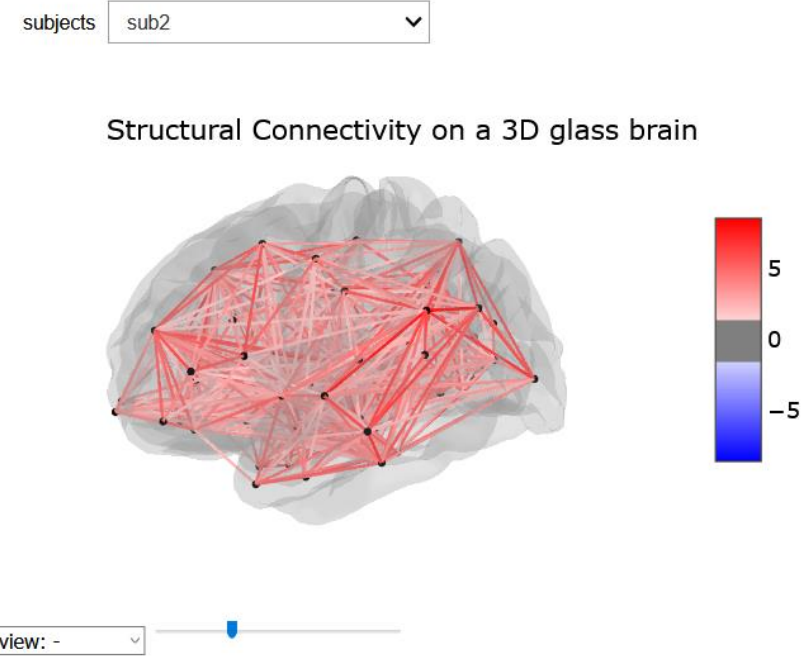 subjects sub2
Structural Connectivity on a 3D glass brain
5
0
−5
view: -